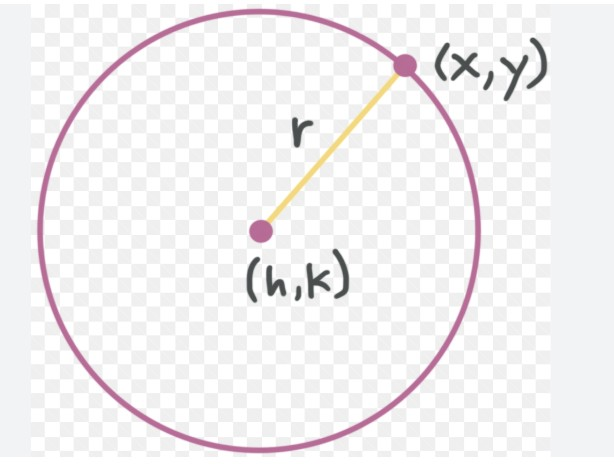 (x,y)
r
(h,k)